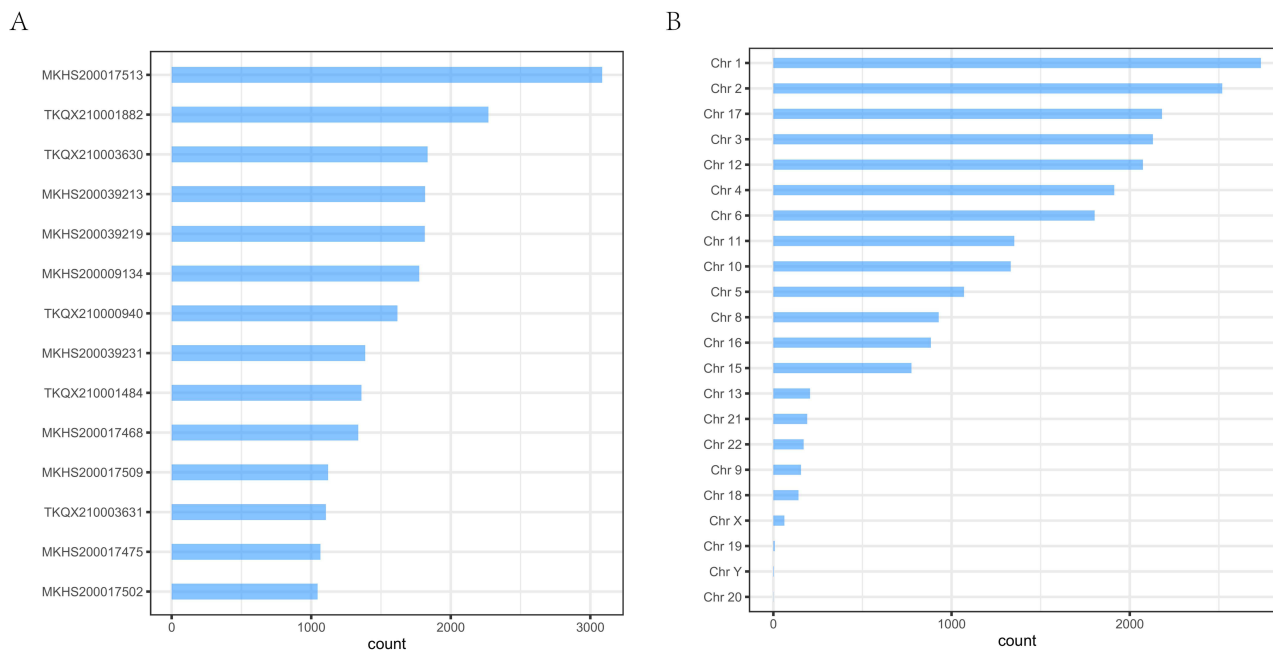 A
MKHS200017513
TKQX210001882
TKQX210003630
MKHS200039213
MKHS200039219
MKHS200009134
TKQX210000940
MKHS200039231
TKQX210001484
MKHS200017468
MKHS200017509
TKQX210003631
MKHS200017475
MKHS200017502
0 1000 2000 3000
count
B
Chr 1
Chr 2
Chr 17
Chr 3
Chr 12
Chr 4
Chr 6
Chr 11
Chr 10
Chr 5
Chr 8
Chr 16
Chr 15
Chr 13
Chr 21
Chr 22
Chr 9
Chr 18
Chr X
Chr 19
Chr Y
Chr 20
0 1000 2000
count